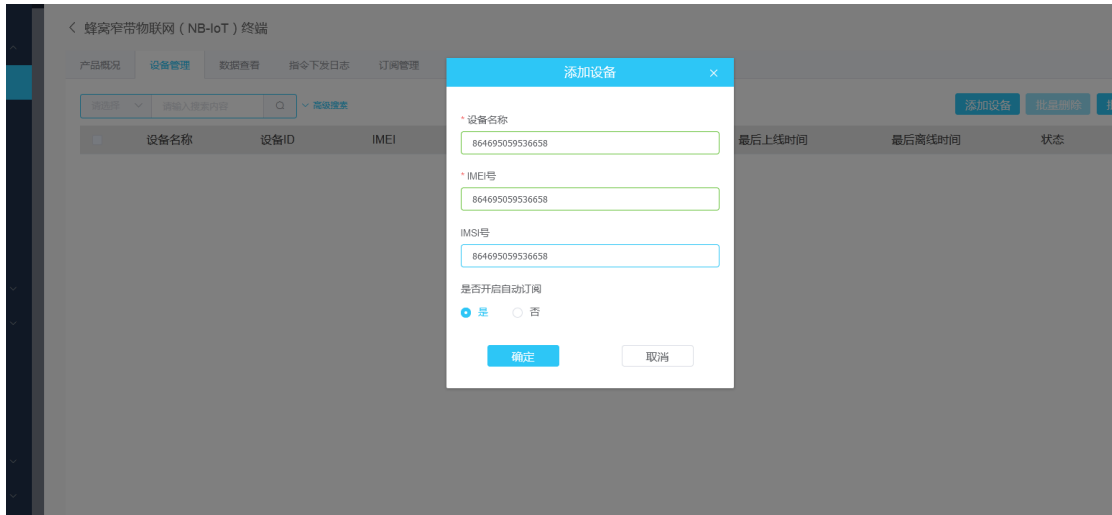 蜂窝窄带物联网（NB-IoT）终端
产品概况 设备管理 数据查看 指令下发日志 订阅管理
请选择 请输入搜索内容 高级搜索
添加设备 批量删除
设备名称 设备ID IMEI 最后上线时间 最后离线时间 状态
添加设备 ×
* 设备名称
864695059536658
* IMEI号
864695059536658
IMSI号
864695059536658
是否开启自动订阅
是 否
确定 取消